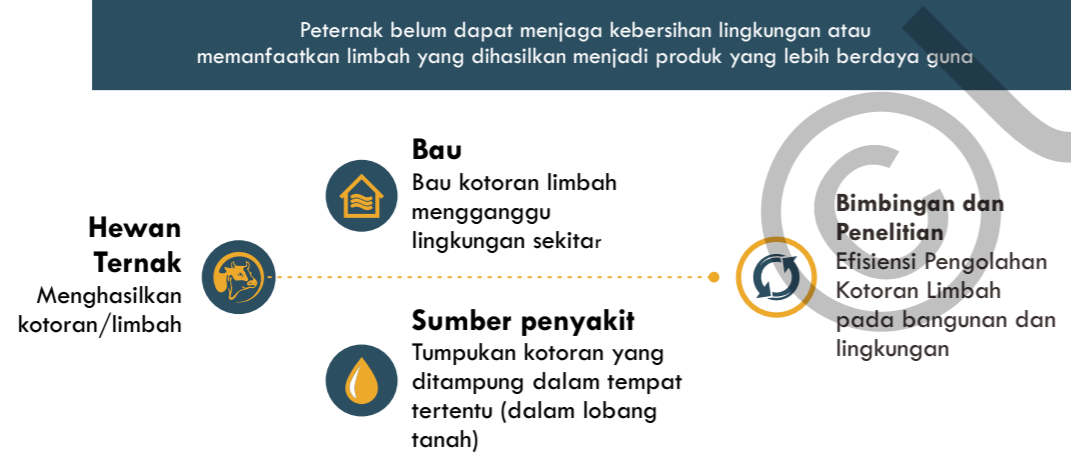 Peternak belum dapat menjaga kebersihan lingkungan atau
memanfaatkan limbah yang dihasilkan menjadi produk yang lebih berdaya guna
Hewan
Ternak
Menghasilkan
kotoran/limbah
Bau
Bau kotoran limbah
mengganggu
lingkungan sekitar
Sumber penyakit
Tumpukan kotoran yang
ditampung dalam tempat
tertentu (dalam lobang
tanah)
Bimbingan dan
Penelitian
Efisiensi Pengolahan
Kotoran Limbah
pada bangunan dan
lingkungan